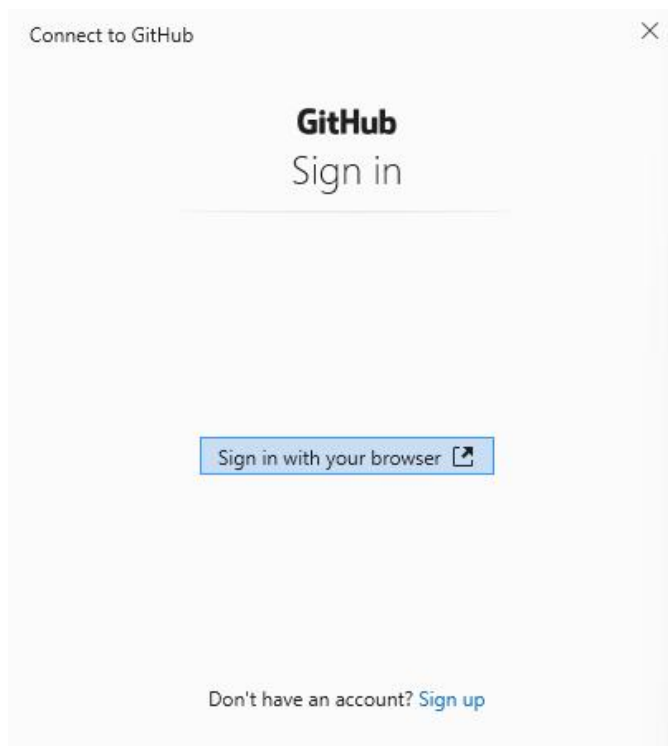 Connect to GitHub
GitHub
Sign in
Sign in with your browser
Don't have an account? Sign up